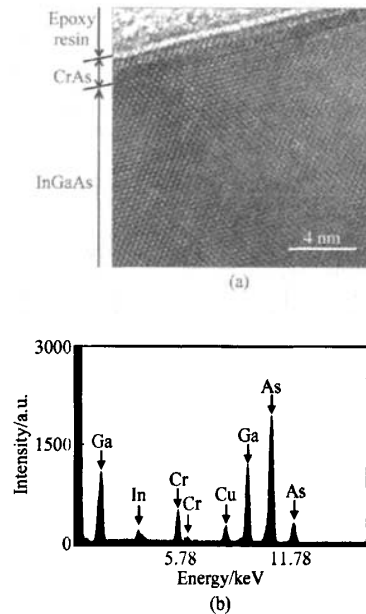 Epoxy
resin
CrAs
InGaAs
4 nm
(a)
3000
1500
0
Intensity/a.u.
Ga
In
Cr
Cr
Cu
Ga
As
As
5.78
11.78
Energy/keV
(b)